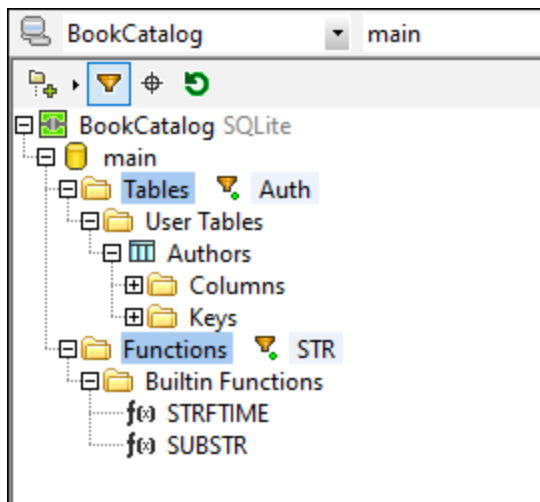 BookCatalog main
BookCatalog SQLite
main
Tables Auth
User Tables
Authors
Columns
Keys
Functions STR
Builtin Functions
f(x) STRFTIME
f(x) SUBSTR